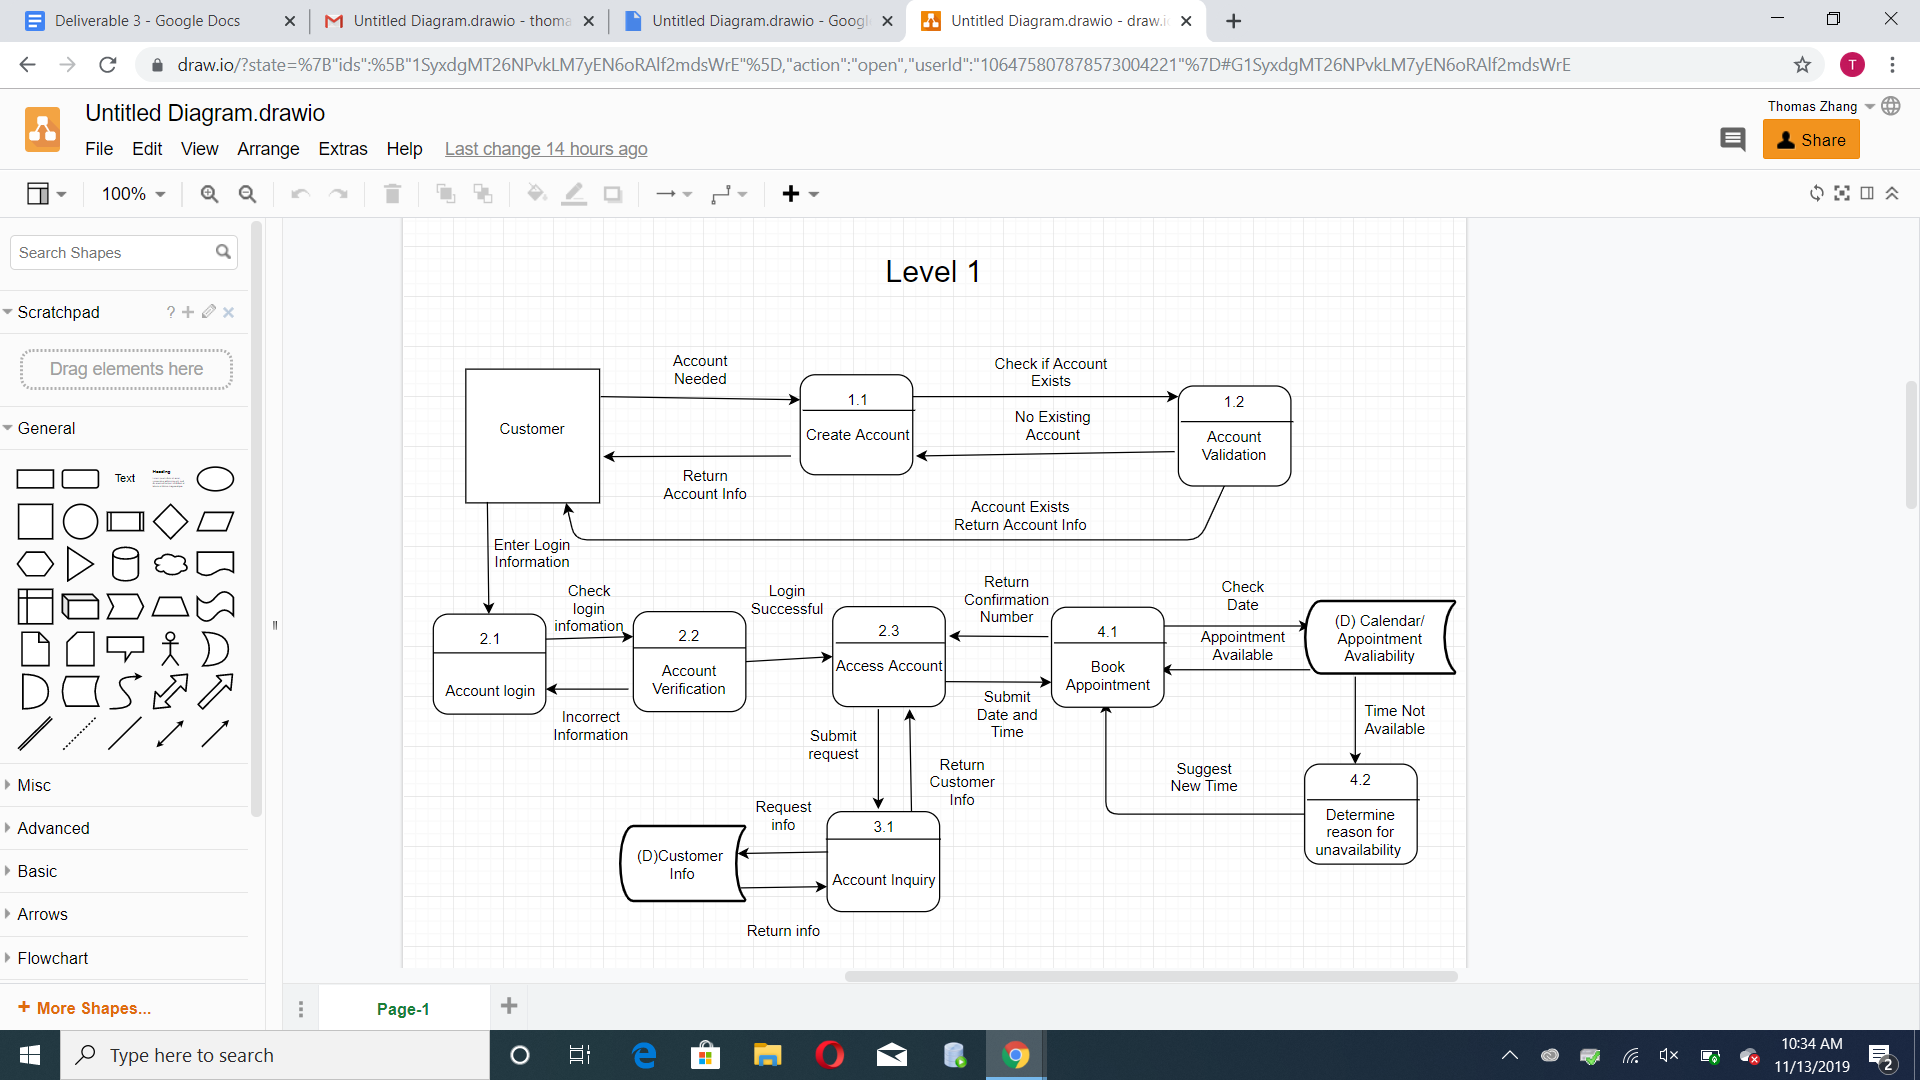 Deliverable 3 - Google Docs
Untitled Diagram.drawio - thoma
Untitled Diagram.drawio - Googl
Untitled Diagram.drawio - draw.i
draw.io/?state=%7B"ids":%5B"1SyxdgMT26NPvkLM7yEN6oRAlf2mdsWrE"%5D,"action":"open","userId":"106475807878573004221"%7D#G1SyxdgMT26NPvkLM7yEN6oRAlf2mdsWrE
T
Untitled Diagram.drawio
Thomas Zhang
File Edit View Arrange Extras Help Last change 14 hours ago
Share
100%
Search Shapes
Scratchpad
?
Drag elements here
General
Text
Heading
Misc
Advanced
Basic
Arrows
Flowchart
+ More Shapes...
Level 1
Customer
Account
Needed
1.1
Create Account
Check if Account
Exists
1.2
Account
Validation
No Existing
Account
Return
Account Info
Account Exists
Return Account Info
Enter Login
Information
2.1
Account login
Check
login
infomation
2.2
Account
Verification
Incorrect
Information
Login
Successful
2.3
Access Account
Return
Confirmation
Number
4.1
Book
Appointment
Submit
Date and
Time
Check
Date
Appointment
Available
(D) Calendar/
Appointment
Avaliability
Time Not
Available
4.2
Determine
reason for
unavailability
Suggest
New Time
Submit
request
Return
Customer
Info
3.1
Account Inquiry
Request
info
(D)Customer
Info
Return info
Page-1
Type here to search
10:34 AM
11/13/2019
2